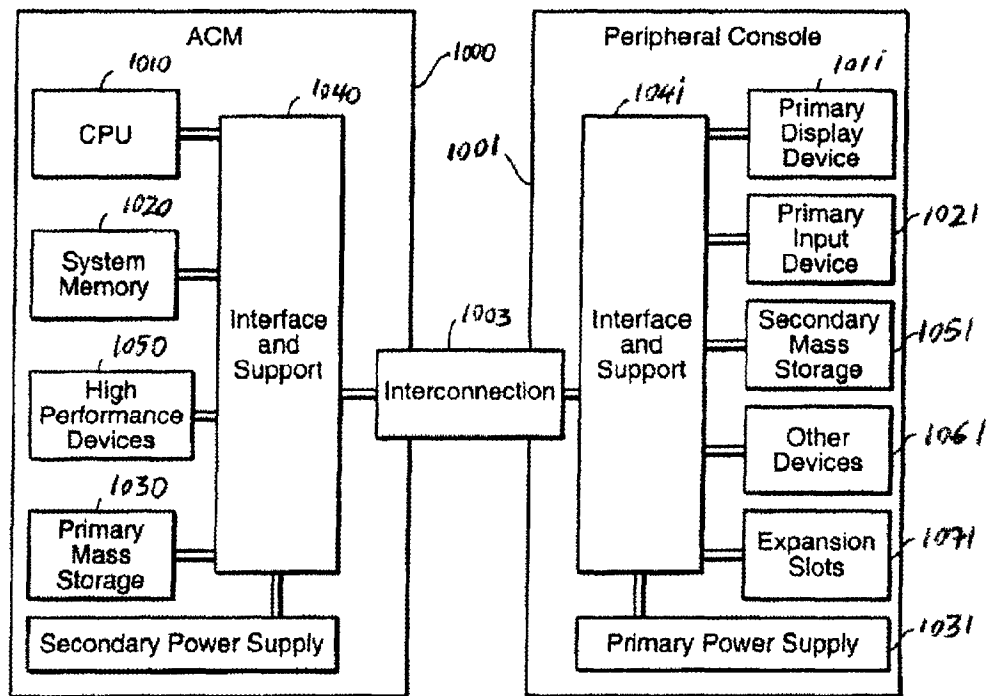 ACM
1000
1010
CPU
1040
1020
System
Memory
1050
High
Performance
Devices
1030
Primary
Mass
Storage
Interface
and
Support
Secondary Power Supply
1003
Interconnection
Peripheral Console
1001
1041
Interface
and
Support
1011
Primary
Display
Device
Primary
Input
Device
1021
Secondary
Mass
Storage
1051
Other
Devices
1061
Expansion
Slots
1071
Primary Power Supply
1031